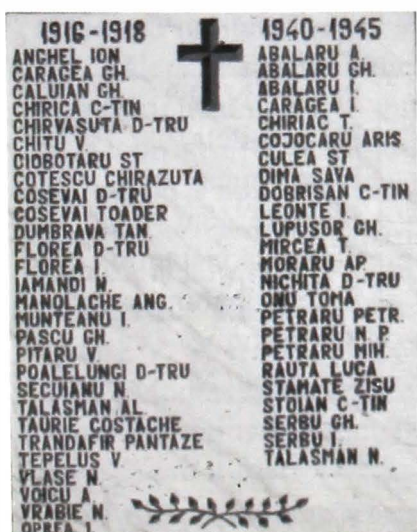 1916-1918
ANGHEL ION
CARAGEA GH.
CALUIAN GH.
CHIRICA C-TIN
CHIRVASUTA D-TRU
CHITU V.
CIOBOTARU ST
COTESCU CHIRAZUTA
COSEVAI D-TRU
COSEVAI TOADER
DUMBRAVA TAN.
FLOREA D-TRU
FLOREA I.
IAMANDI N.
MANOLACHE ANG.
MUNTEANU I.
PASCU GH.
PITARU V.
POALELUNGI D-TRU
SECUIANU N.
TALASMAN AL.
TAURIE COSTACHE
TRANDAFIR PANTAZE
TEPELUS V.
VLASE N.
VOICU A.
VRABIE N.
OPREA I.
1940-1945
ABALARU A.
ABALARU GH.
ABALARU I.
CARAGEA I.
CHIRIAC T.
COJOCARU ARIS.
CULEA ST
DIMA SAVA
DOBRISAN C-TIN
LEONTE I.
LUPUSOR GH.
MIRCEA T.
MORARU AP.
NICHITA D-TRU
ONU TOMA
PETRARU PETR.
PETRARU N. P.
PETRARU MIH.
RAUTA LUCA
STAMATE ZISU
STOIAN C-TIN
SERBU GH.
SERBU I.
TALASMAN N.